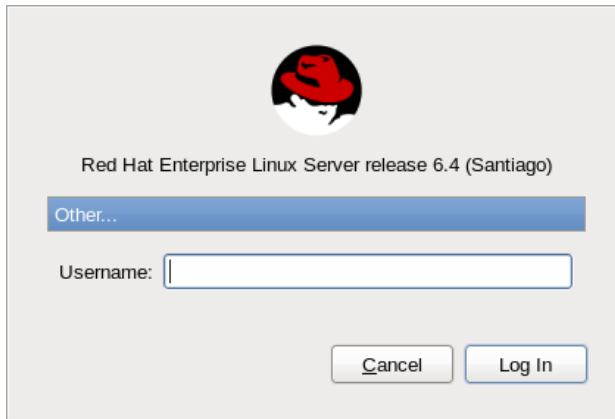 Red Hat Enterprise Linux Server release 6.4 (Santiago)
Other...
Username:
Cancel Log In